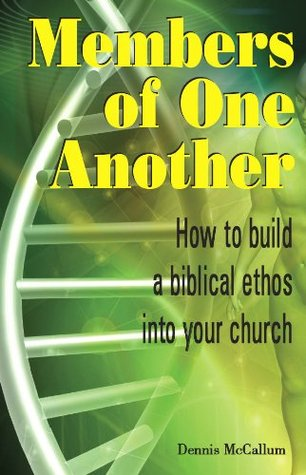 Members
of One
Another
How to build
a biblical ethos
into your church
Dennis McCallum